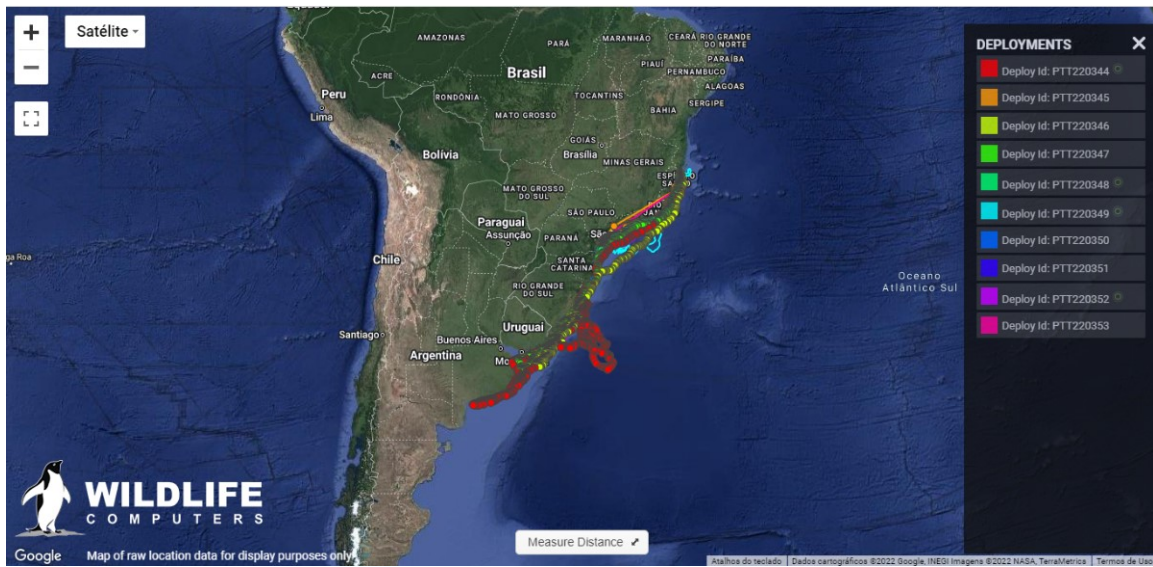 +
Satélite
−
AMAZONAS
PARÁ
MARANHÃO
CEARÁ
RIO GRANDE
DO NORTE
PARAÍBA
PIAUÍ
PERNAMBUCO
ACRE
Brasil
ALAGOAS
Peru
RONDÔNIA
TOCANTINS
SERGIPE
Lima
MATO GROSSO
BAHIA
GOIÁS
Bolívia
Brasília
MINAS GERAIS
MATO GROSSO
DO SUL
SÃO PAULO
Paraguai
Assunção
PARANÁ
Chile
SANTA
CATARINA
RIO GRANDE
DO SUL
Oceano
Atlântico Sul
Santiago
Uruguai
Buenos Aires
Argentina
DEPLOYMENTS
Deploy Id: PTT220344
Deploy Id: PTT220345
Deploy Id: PTT220346
Deploy Id: PTT220347
Deploy Id: PTT220348
Deploy Id: PTT220349
Deploy Id: PTT220350
Deploy Id: PTT220351
Deploy Id: PTT220352
Deploy Id: PTT220353
WILDLIFE
COMPUTERS
Measure Distance
Google
Map of raw location data for display purposes only
Atalhos do teclado
Dados cartográficos ©2022 Google, INEGI Imagens ©2022 NASA, TerraMetrics
Termos de Uso